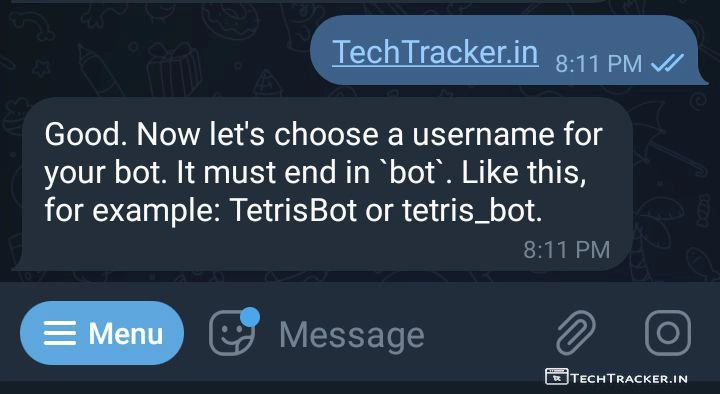 TechTracker.in 8:11 PM
Good. Now let's choose a username for
your bot. It must end in `bot`. Like this,
for example: TetrisBot or tetris_bot.
8:11 PM
Menu Message
TECHTRACKER.IN